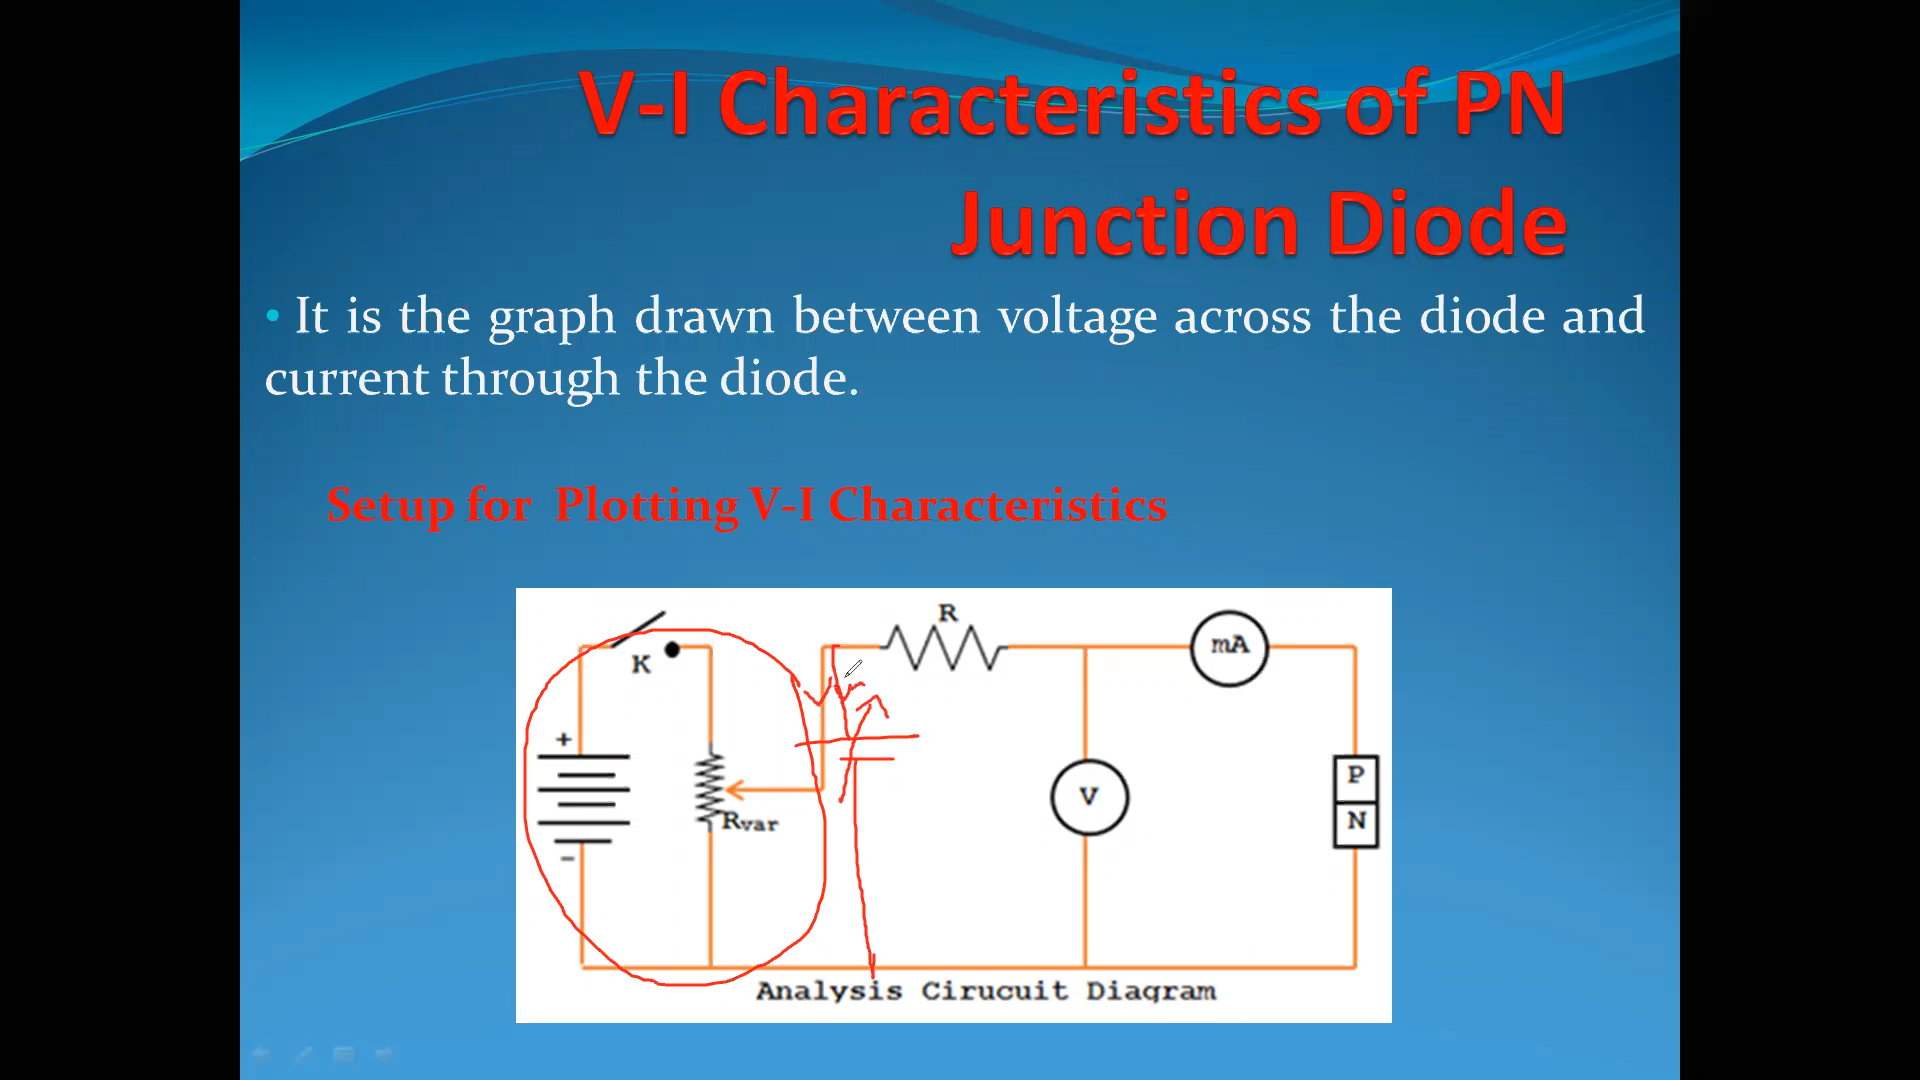 V-I Characteristics of PN
Junction Diode
• It is the graph drawn between voltage across the diode and
current through the diode.
Setup for Plotting V-I Characteristics
R
K
mA
+
P
V
N
Rvar
−
Analysis Cirucuit Diagram